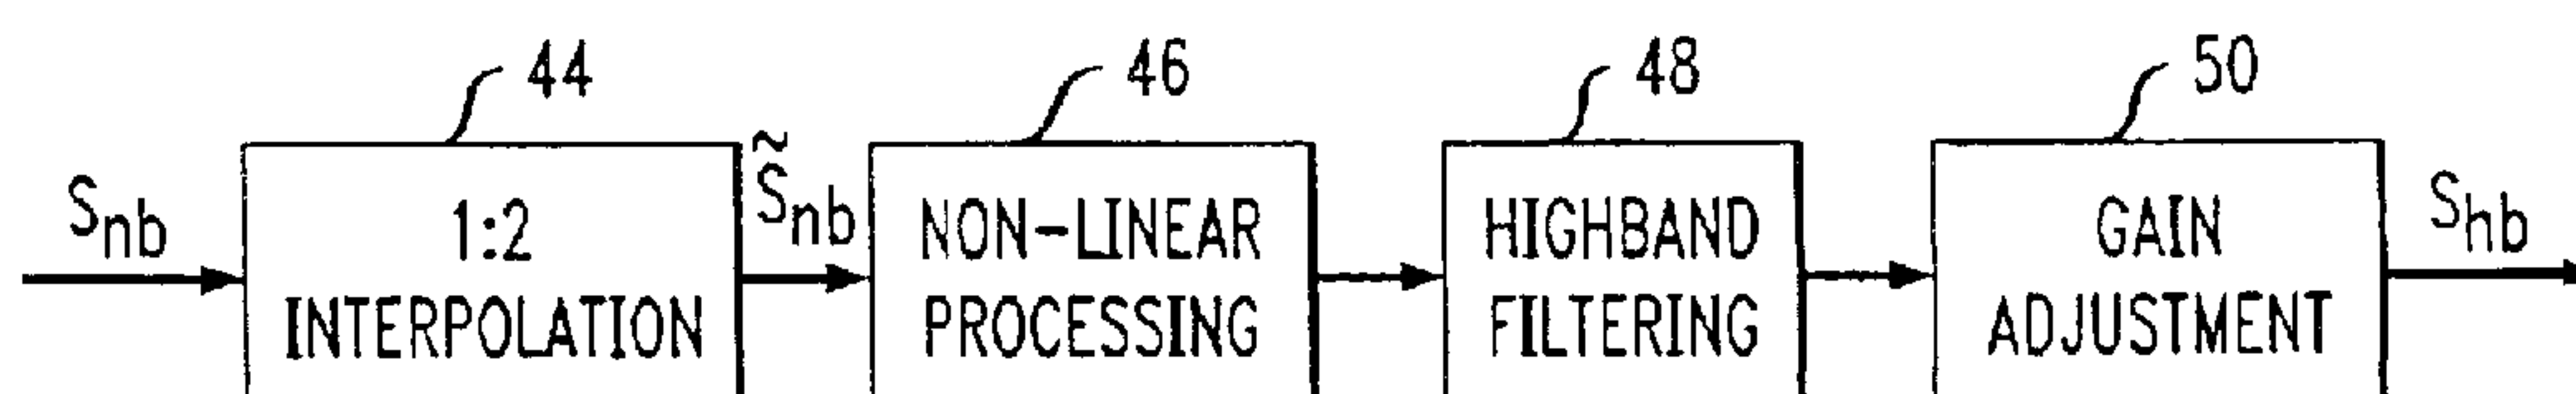 44 46 48 50
S_nb 1:2 INTERPOLATION S̃_nb NON-LINEAR PROCESSING HIGHBAND FILTERING GAIN ADJUSTMENT S_hb